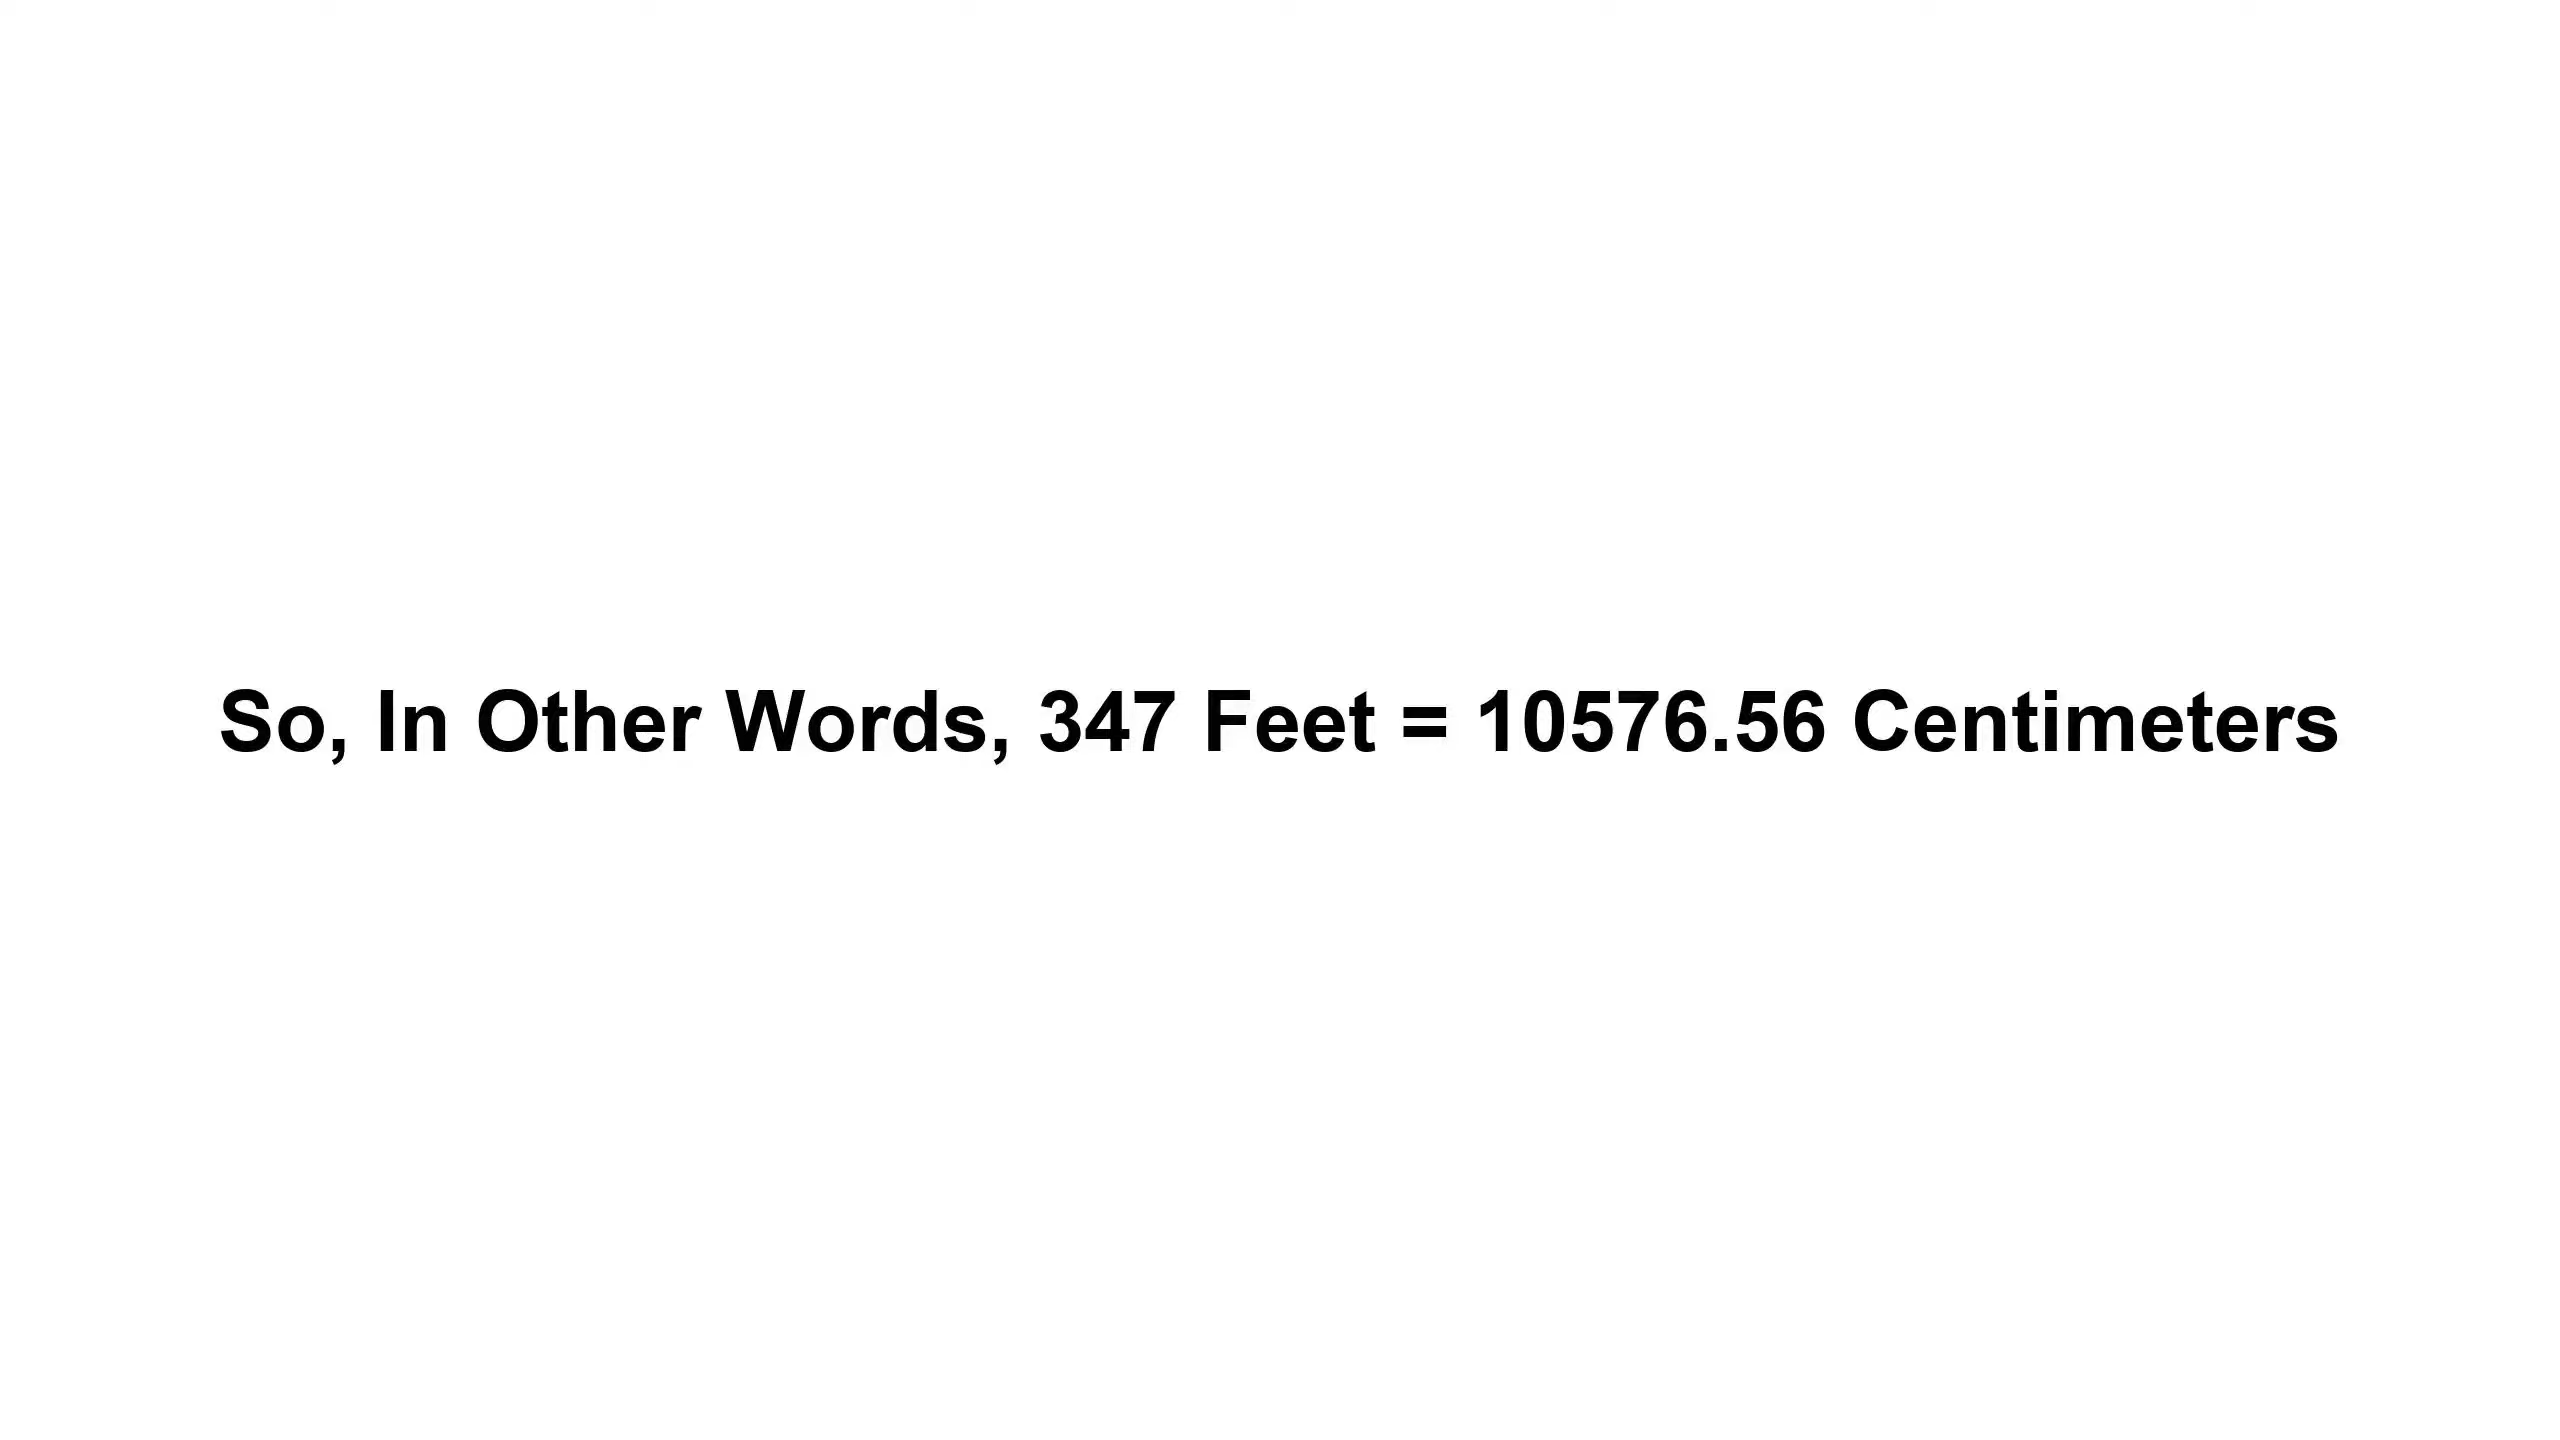 So, In Other Words, 347 Feet = 10576.56 Centimeters